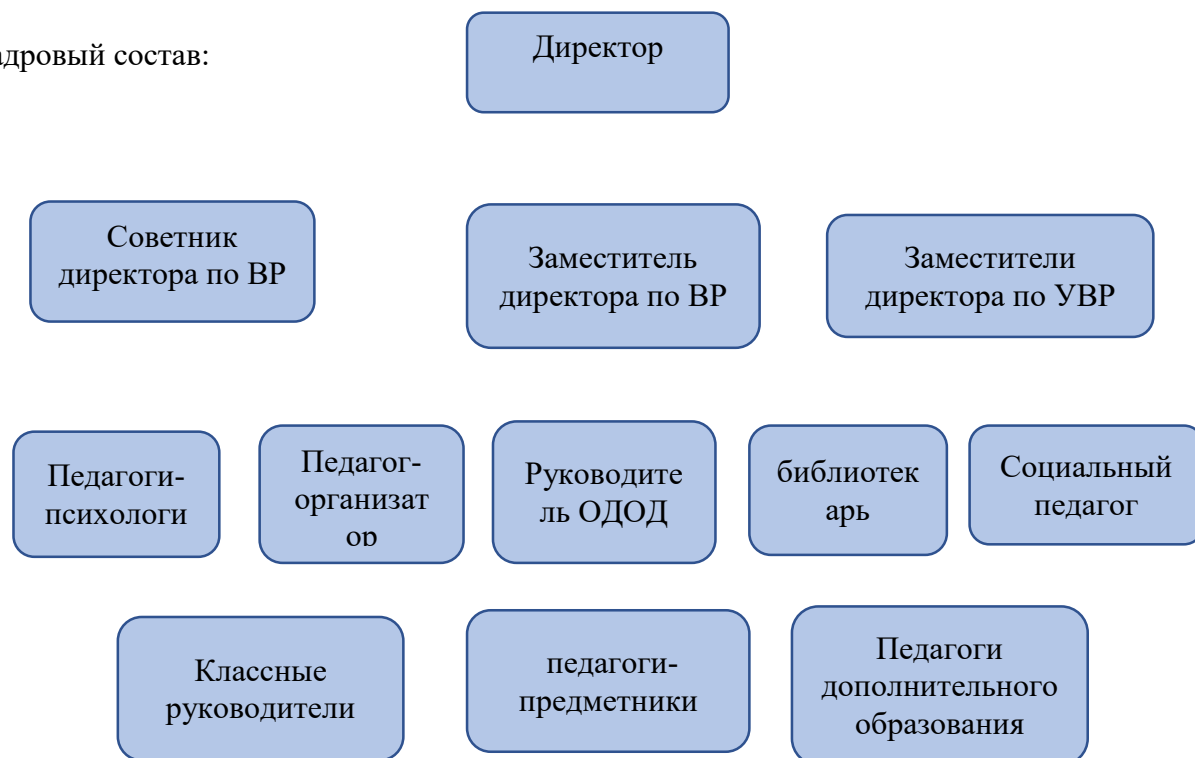 адровый состав:
Директор
Советник
директора по ВР
Заместитель
директора по ВР
Заместители
директора по УВР
Педагоги-
психологи
Педагог-
организат
ор
Руководите
ль ОДОД
библиотек
арь
Социальный
педагог
Классные
руководители
педагоги-
предметники
Педагоги
дополнительного
образования